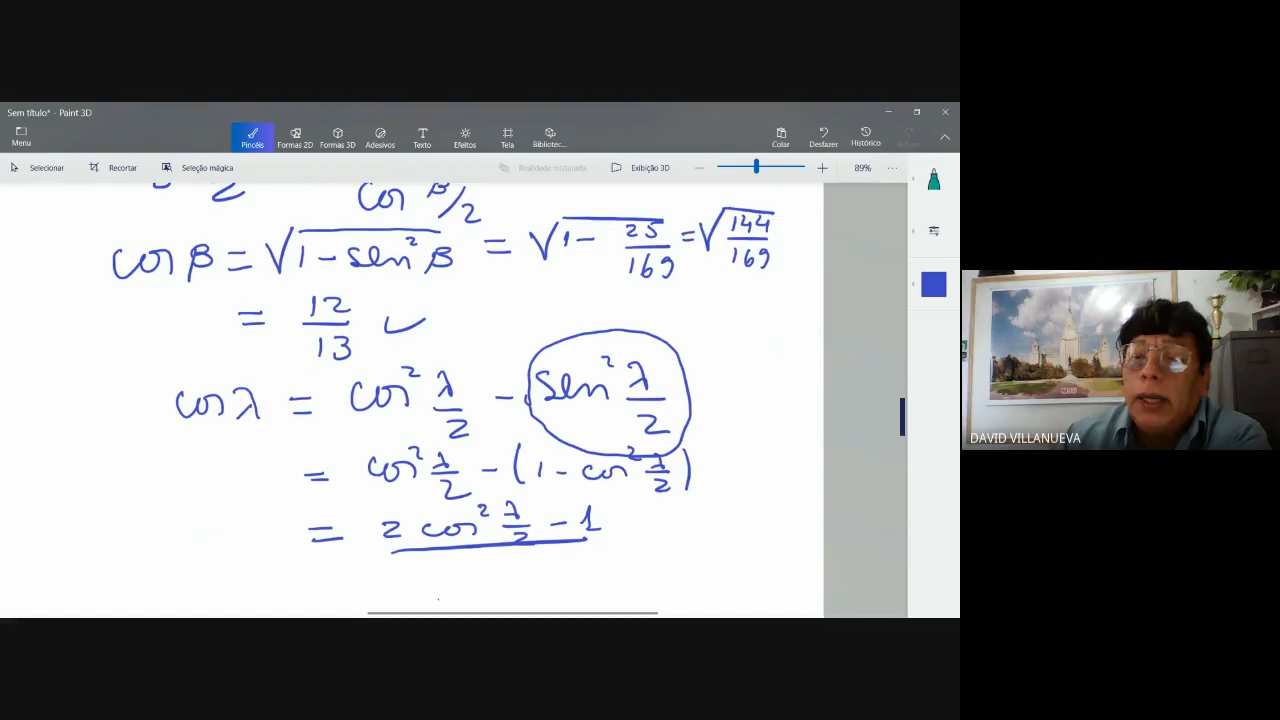 Sem título* - Paint 3D
Menu
Pincéis
Formas 2D
Formas 3D
Adesivos
Texto
Efeitos
Tela
Bibliotec...
Colar
Desfazer
Histórico
Selecionar
Recortar
Seleção mágica
Realidade misturada
Exibição 3D
89%
cos β/2
cos β = √(1 - sen² β) = √(1 - 25/169) = √(144/169)
= 12/13 ✓
cos λ = cos² λ/2 - sen² λ/2
= cos² λ/2 - (1 - cos² λ/2)
= 2 cos² λ/2 - 1
DAVID VILLANUEVA